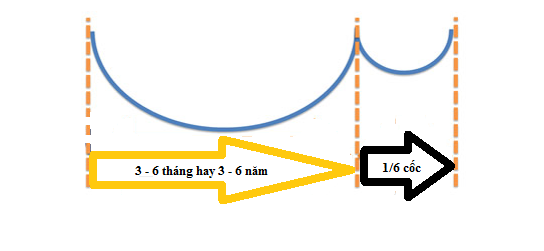 3 - 6 tháng hay 3 - 6 năm
1/6 cốc